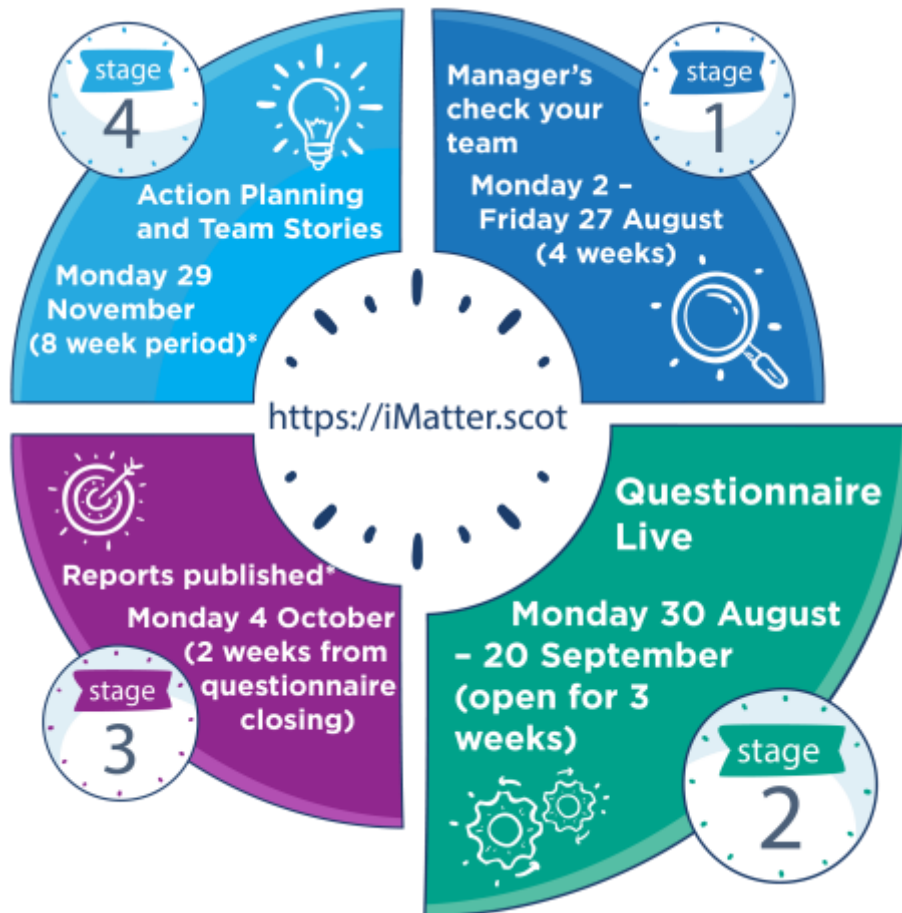 stage
1
Manager's
check your
team
Monday 2 –
Friday 27 August
(4 weeks)
Questionnaire
Live
Monday 30 August
– 20 September
(open for 3
weeks)
stage
2
Reports published*
Monday 4 October
(2 weeks from
questionnaire
closing)
stage
3
stage
4
Action Planning
and Team Stories
Monday 29
November
(8 week period)*
https://iMatter.scot